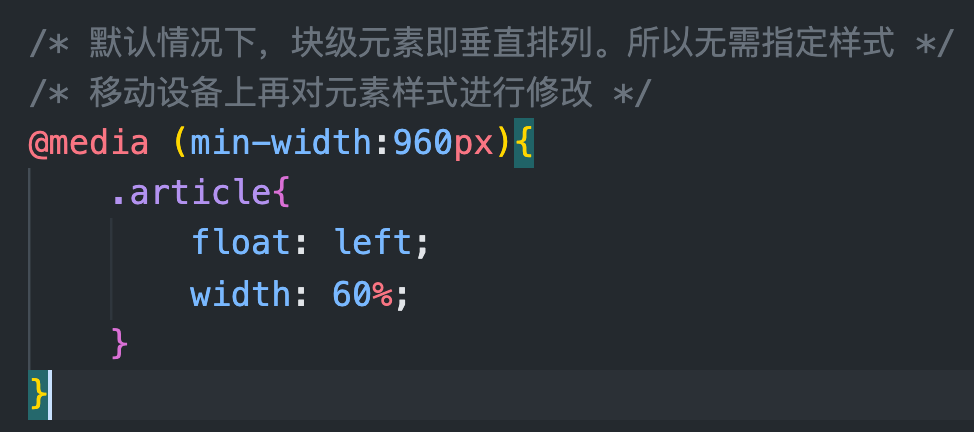 /* 默认情况下，块级元素即垂直排列。所以无需指定样式 */
/* 移动设备上再对元素样式进行修改 */
@media (min-width:960px){
    .article{
        float: left;
        width: 60%;
    }
}